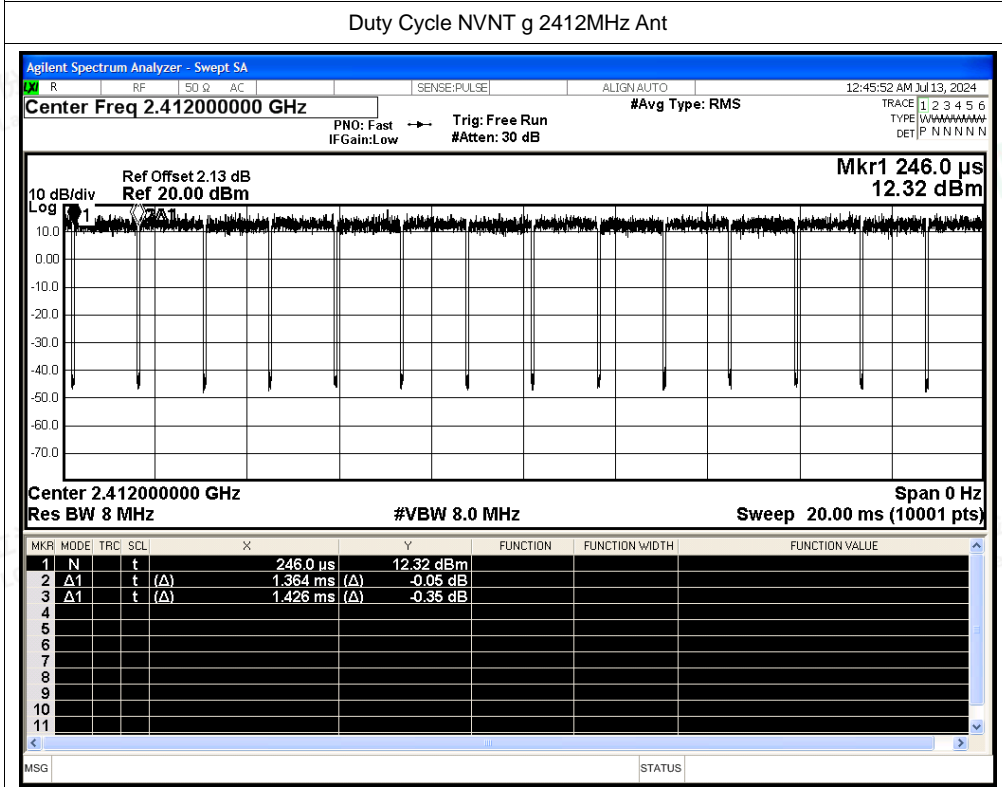 Duty Cycle NVNT g 2412MHz Ant
Agilent Spectrum Analyzer - Swept SA
LXI R RF 50 Ω AC SENSE:PULSE ALIGN AUTO 12:45:52 AM Jul 13, 2024
Center Freq 2.412000000 GHz #Avg Type: RMS TRACE 1 2 3 4 5 6
PNO: Fast Trig: Free Run TYPE
IFGain:Low #Atten: 30 dB DET P N N N N N
Ref Offset 2.13 dB Mkr1 246.0 µs
10 dB/div Ref 20.00 dBm 12.32 dBm
Log
1 2Δ1
10.0
0.00
-10.0
-20.0
-30.0
-40.0
-50.0
-60.0
-70.0
Center 2.412000000 GHz Span 0 Hz
Res BW 8 MHz #VBW 8.0 MHz Sweep 20.00 ms (10001 pts)
MKR MODE TRC SCL X Y FUNCTION FUNCTION WIDTH FUNCTION VALUE
1 N t 246.0 µs 12.32 dBm
2 Δ1 t (Δ) 1.364 ms (Δ) -0.05 dB
3 Δ1 t (Δ) 1.426 ms (Δ) -0.35 dB
4
5
6
7
8
9
10
11
MSG STATUS